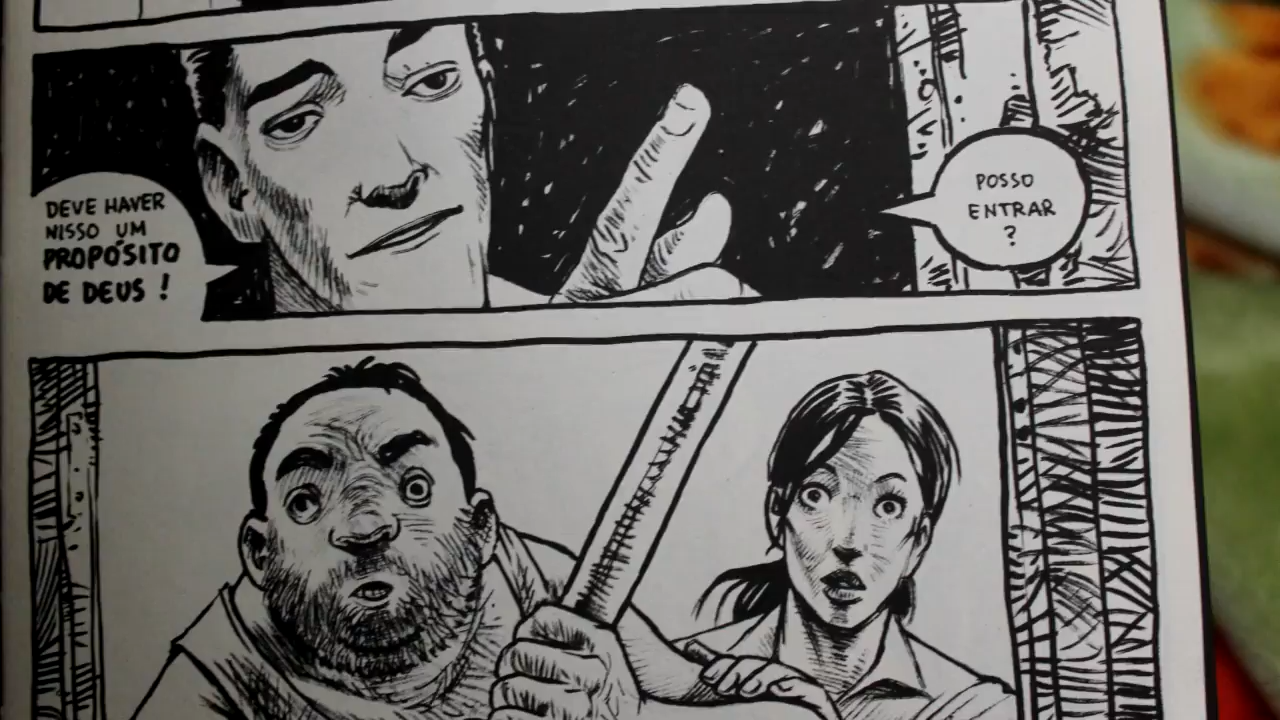 DEVE HAVER
NISSO UM
PROPÓSITO
DE DEUS !
POSSO
ENTRAR
?